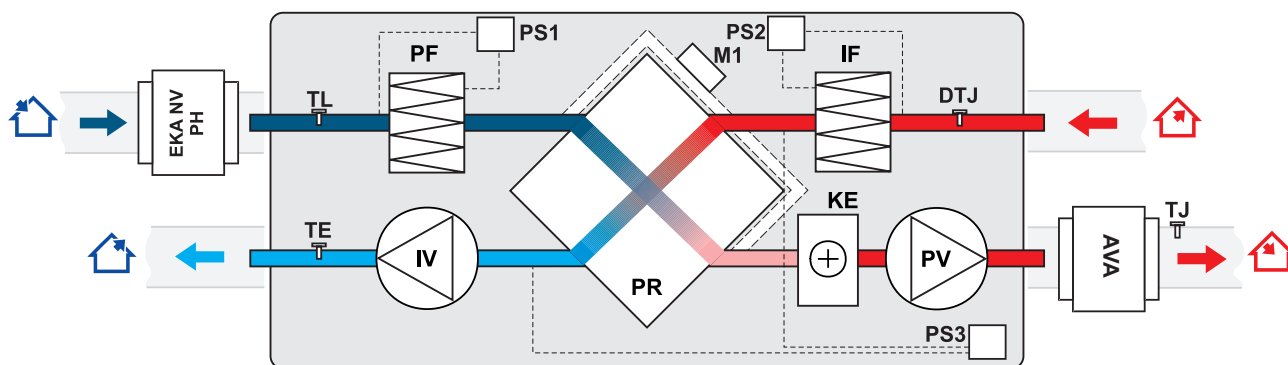 PS1
PS2
PF
M1
IF
EKA NV
PH
TL
DTJ
KE
TJ
TE
IV
PR
PV
AVA
PS3